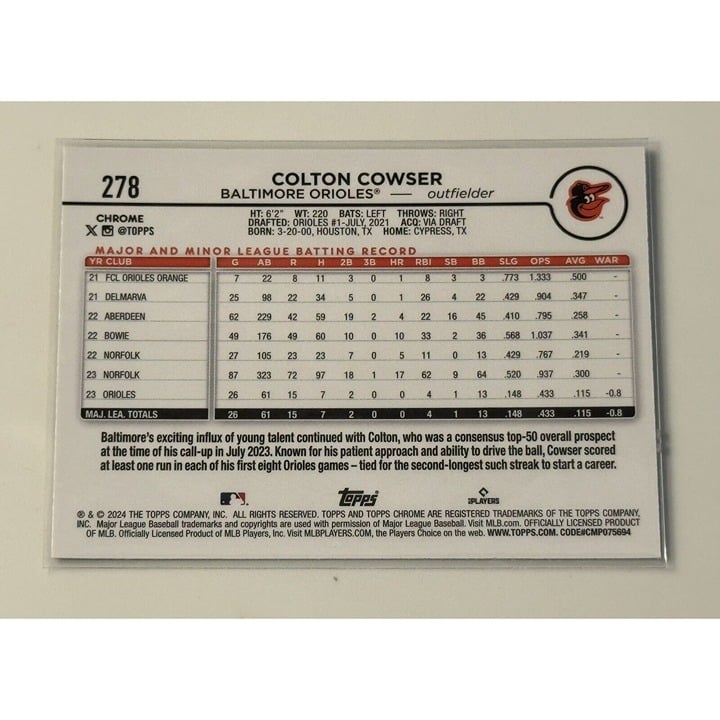 278
COLTON COWSER
BALTIMORE ORIOLES® — outfielder
CHROME
X @TOPPS
HT: 6'2" WT: 220 BATS: LEFT THROWS: RIGHT
DRAFTED: ORIOLES #1-JULY, 2021 ACQ: VIA DRAFT
BORN: 3-20-00, HOUSTON, TX HOME: CYPRESS, TX
MAJOR AND MINOR LEAGUE BATTING RECORD
YR CLUB G AB R H 2B 3B HR RBI SB BB SLG OPS AVG WAR
21 FCL ORIOLES ORANGE 7 22 8 11 3 0 1 8 3 3 .773 1.333 .500 -
21 DELMARVA 25 98 22 34 5 0 1 26 4 22 .429 .904 .347 -
22 ABERDEEN 62 229 42 59 19 2 4 22 16 45 .410 .795 .258 -
22 BOWIE 49 176 49 60 10 0 10 33 2 36 .568 1.037 .341 -
22 NORFOLK 27 105 23 23 7 0 5 11 0 13 .429 .767 .219 -
23 NORFOLK 87 323 72 97 18 1 17 62 9 64 .520 .937 .300 -
23 ORIOLES 26 61 15 7 2 0 0 4 1 13 .148 .433 .115 -0.8
MAJ. LEA. TOTALS 26 61 15 7 2 0 0 4 1 13 .148 .433 .115 -0.8
Baltimore's exciting influx of young talent continued with Colton, who was a consensus top-50 overall prospect
at the time of his call-up in July 2023. Known for his patient approach and ability to drive the ball, Cowser scored
at least one run in each of his first eight Orioles games – tied for the second-longest such streak to start a career.
topps
PLAYERS
® & © 2024 THE TOPPS COMPANY, INC. ALL RIGHTS RESERVED. TOPPS AND TOPPS CHROME ARE REGISTERED TRADEMARKS OF THE TOPPS COMPANY,
INC. Major League Baseball trademarks and copyrights are used with permission of Major League Baseball. Visit MLB.com. OFFICIALLY LICENSED PRODUCT
OF MLB. Officially Licensed Product of MLB Players, Inc. Visit MLBPLAYERS.COM, the Players Choice on the web. WWW.TOPPS.COM. CODE#CMP075694